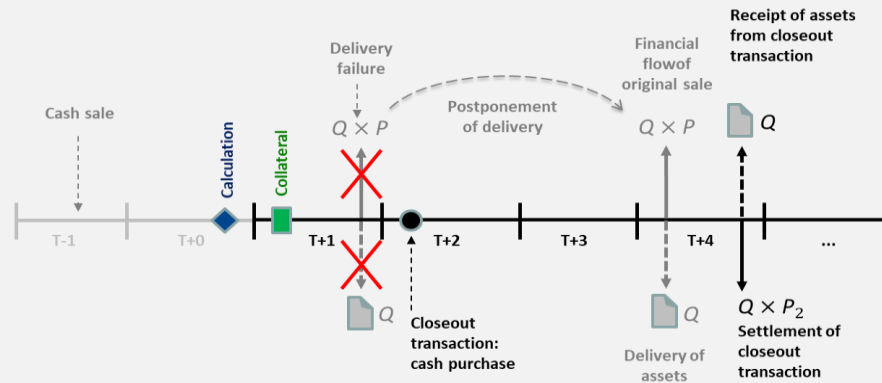 Receipt of assets
from closeout
transaction
Delivery
failure
Financial
flowof
original sale
Cash sale
Postponement
of delivery
Q × P
Q × P
Q
Calculation
Collateral
T-1
T+0
T+1
T+2
T+3
T+4
...
Q
Q
Closeout
transaction:
cash purchase
Delivery of
assets
Q × P₂
Settlement of
closeout
transaction